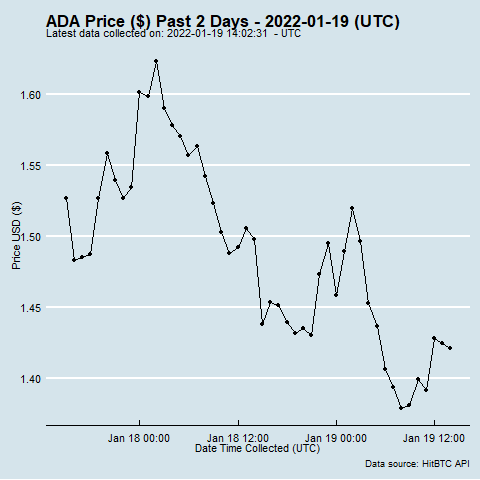 ADA Price ($) Past 2 Days - 2022-01-19 (UTC)
Latest data collected on: 2022-01-19 14:02:31  - UTC
1.60
1.55
1.50
1.45
1.40
Price USD ($)
Jan 18 00:00
Jan 18 12:00
Jan 19 00:00
Jan 19 12:00
Date Time Collected (UTC)
Data source: HitBTC API